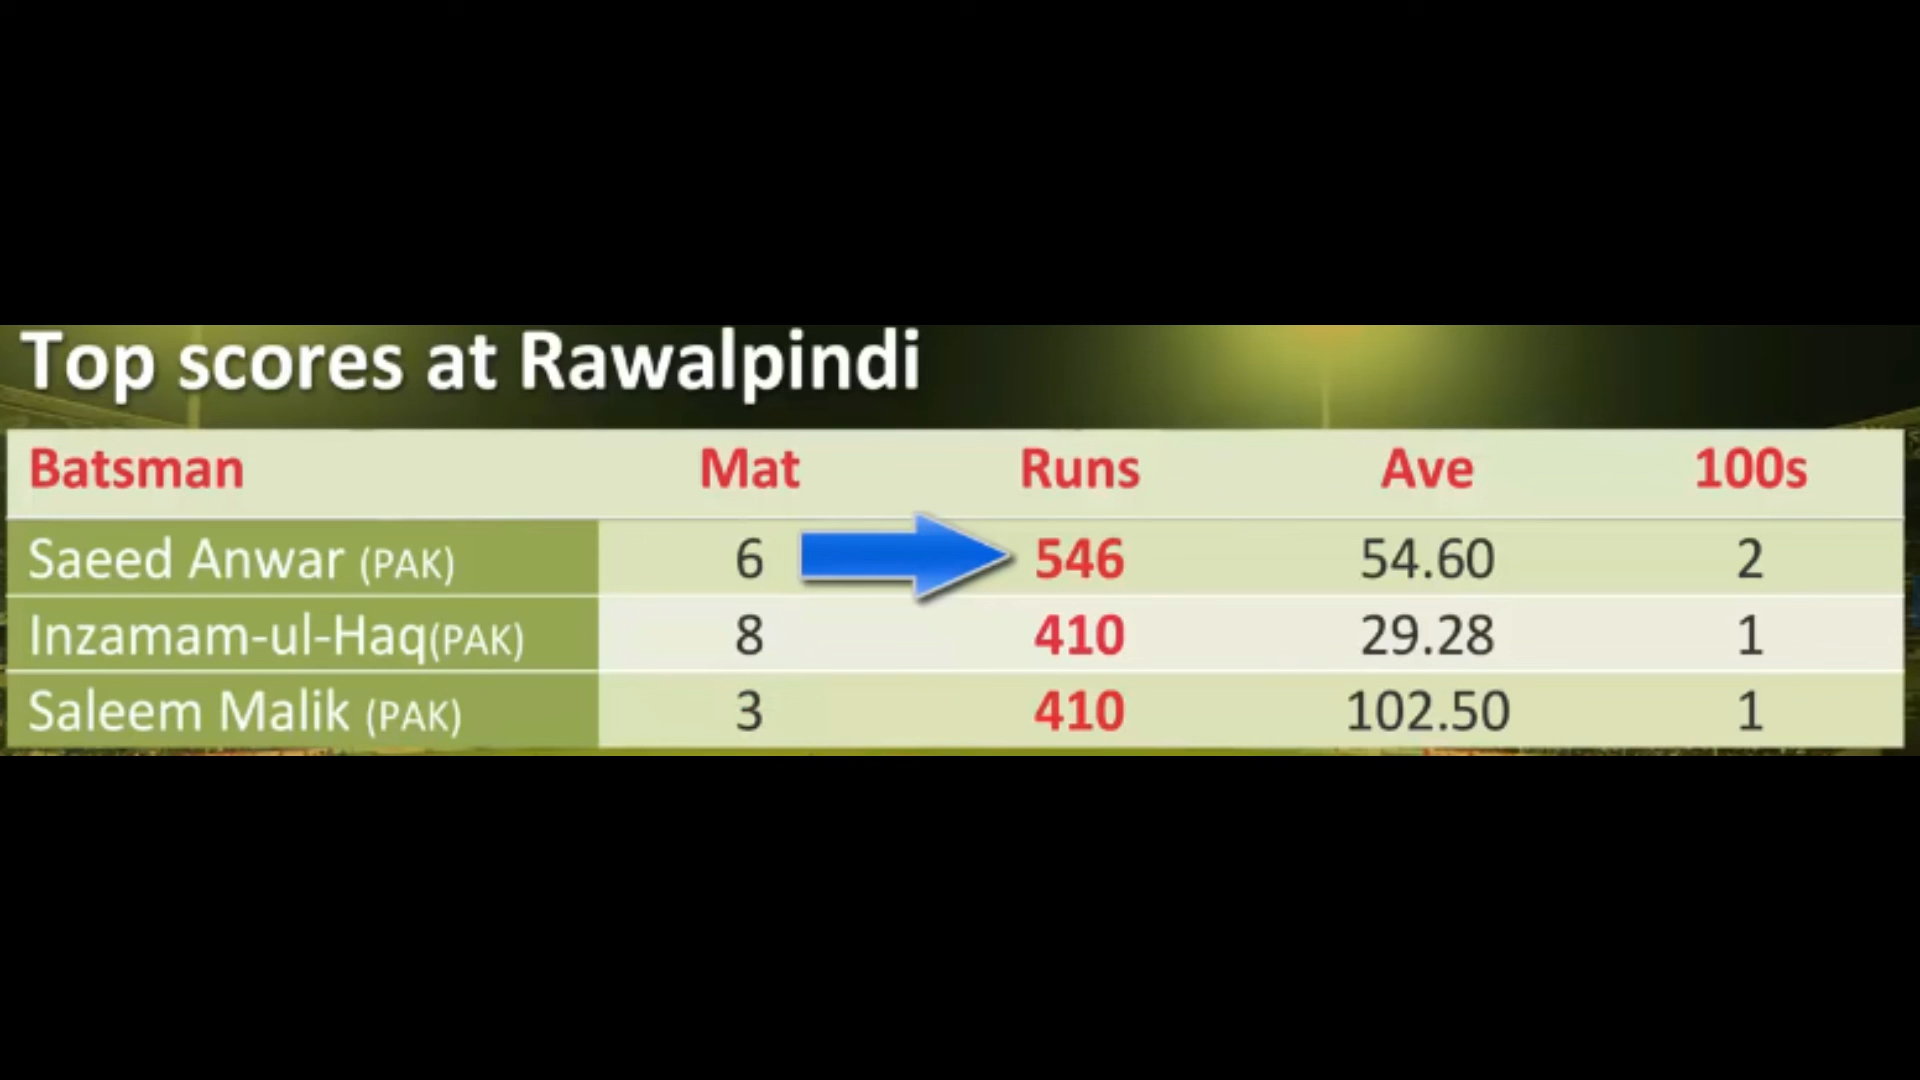 Top scores at Rawalpindi
Batsman Mat Runs Ave 100s
Saeed Anwar (PAK) 6 546 54.60 2
Inzamam-ul-Haq(PAK) 8 410 29.28 1
Saleem Malik (PAK) 3 410 102.50 1